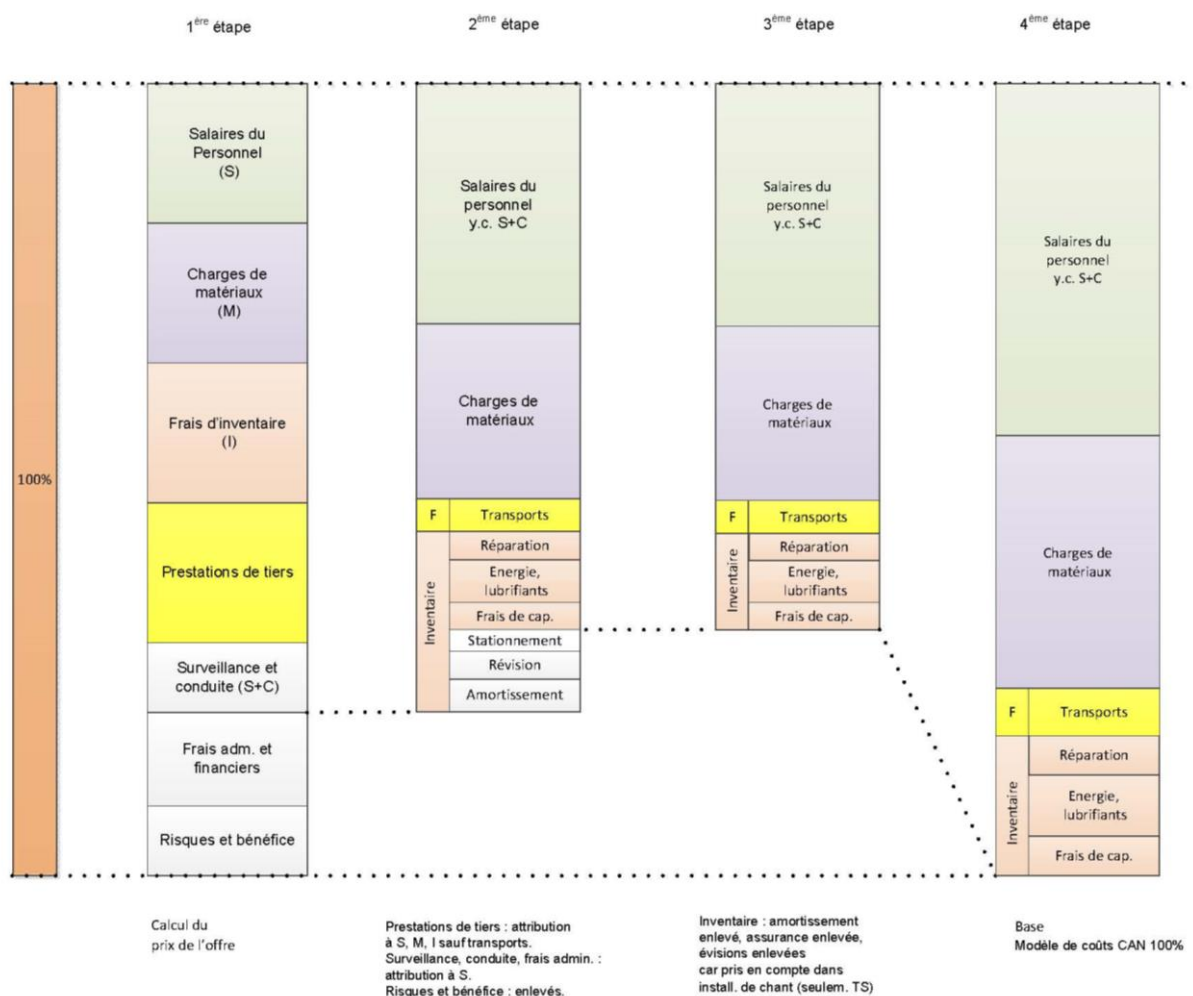 1ère étape
2ème étape
3ème étape
4ème étape
100%
Salaires du
Personnel
(S)
Charges de
matériaux
(M)
Frais d'inventaire
(I)
Prestations de tiers
Surveillance et
conduite (S+C)
Frais adm. et
financiers
Risques et bénéfice
Salaires du
personnel
y.c. S+C
Charges de
matériaux
F
Transports
Inventaire
Réparation
Energie,
lubrifiants
Frais de cap.
Stationnement
Révision
Amortissement
Salaires du
personnel
y.c. S+C
Charges de
matériaux
F
Transports
Inventaire
Réparation
Energie,
lubrifiants
Frais de cap.
Salaires du
personnel
y.c. S+C
Charges de
matériaux
F
Transports
Inventaire
Réparation
Energie,
lubrifiants
Frais de cap.
Calcul du
prix de l'offre
Prestations de tiers : attribution
à S, M, I sauf transports.
Surveillance, conduite, frais admin. :
attribution à S.
Risques et bénéfice : enlevés.
Inventaire : amortissement
enlevé, assurance enlevée,
évisions enlevées
car pris en compte dans
install. de chant (seulem. TS)
Base
Modèle de coûts CAN 100%